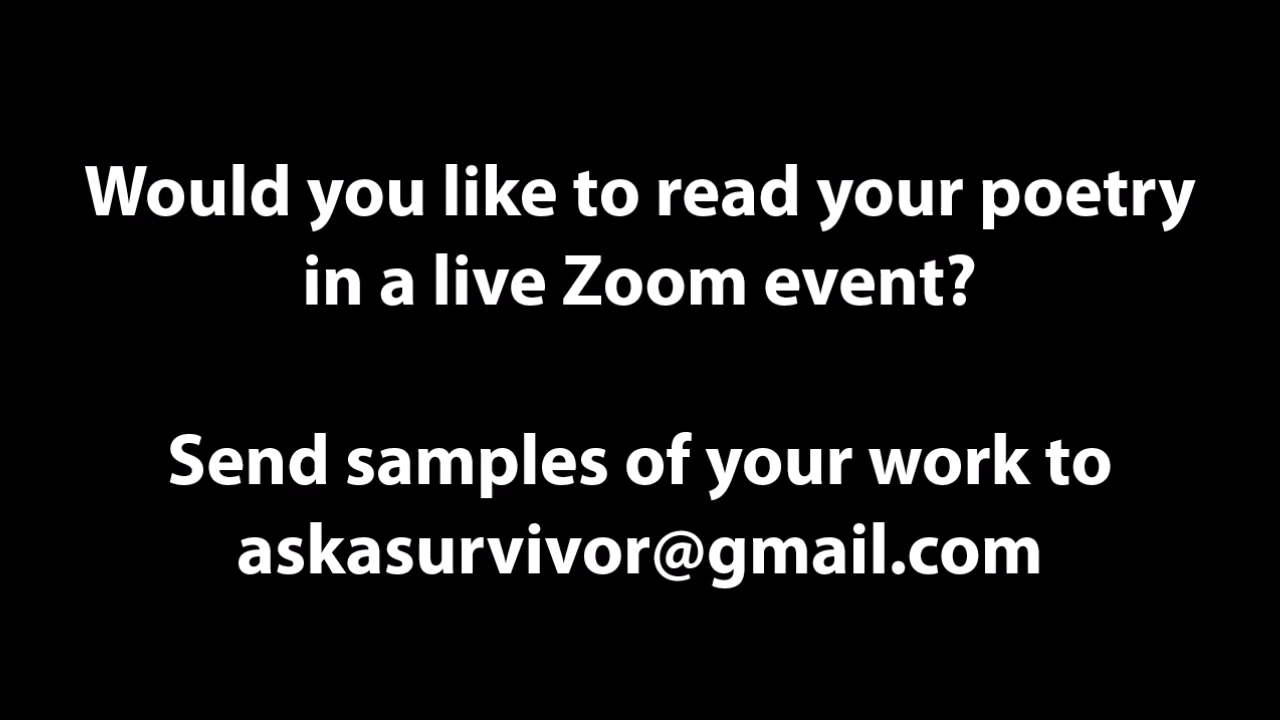 Would you like to read your poetry
in a live Zoom event?
Send samples of your work to
askasurvivor@gmail.com